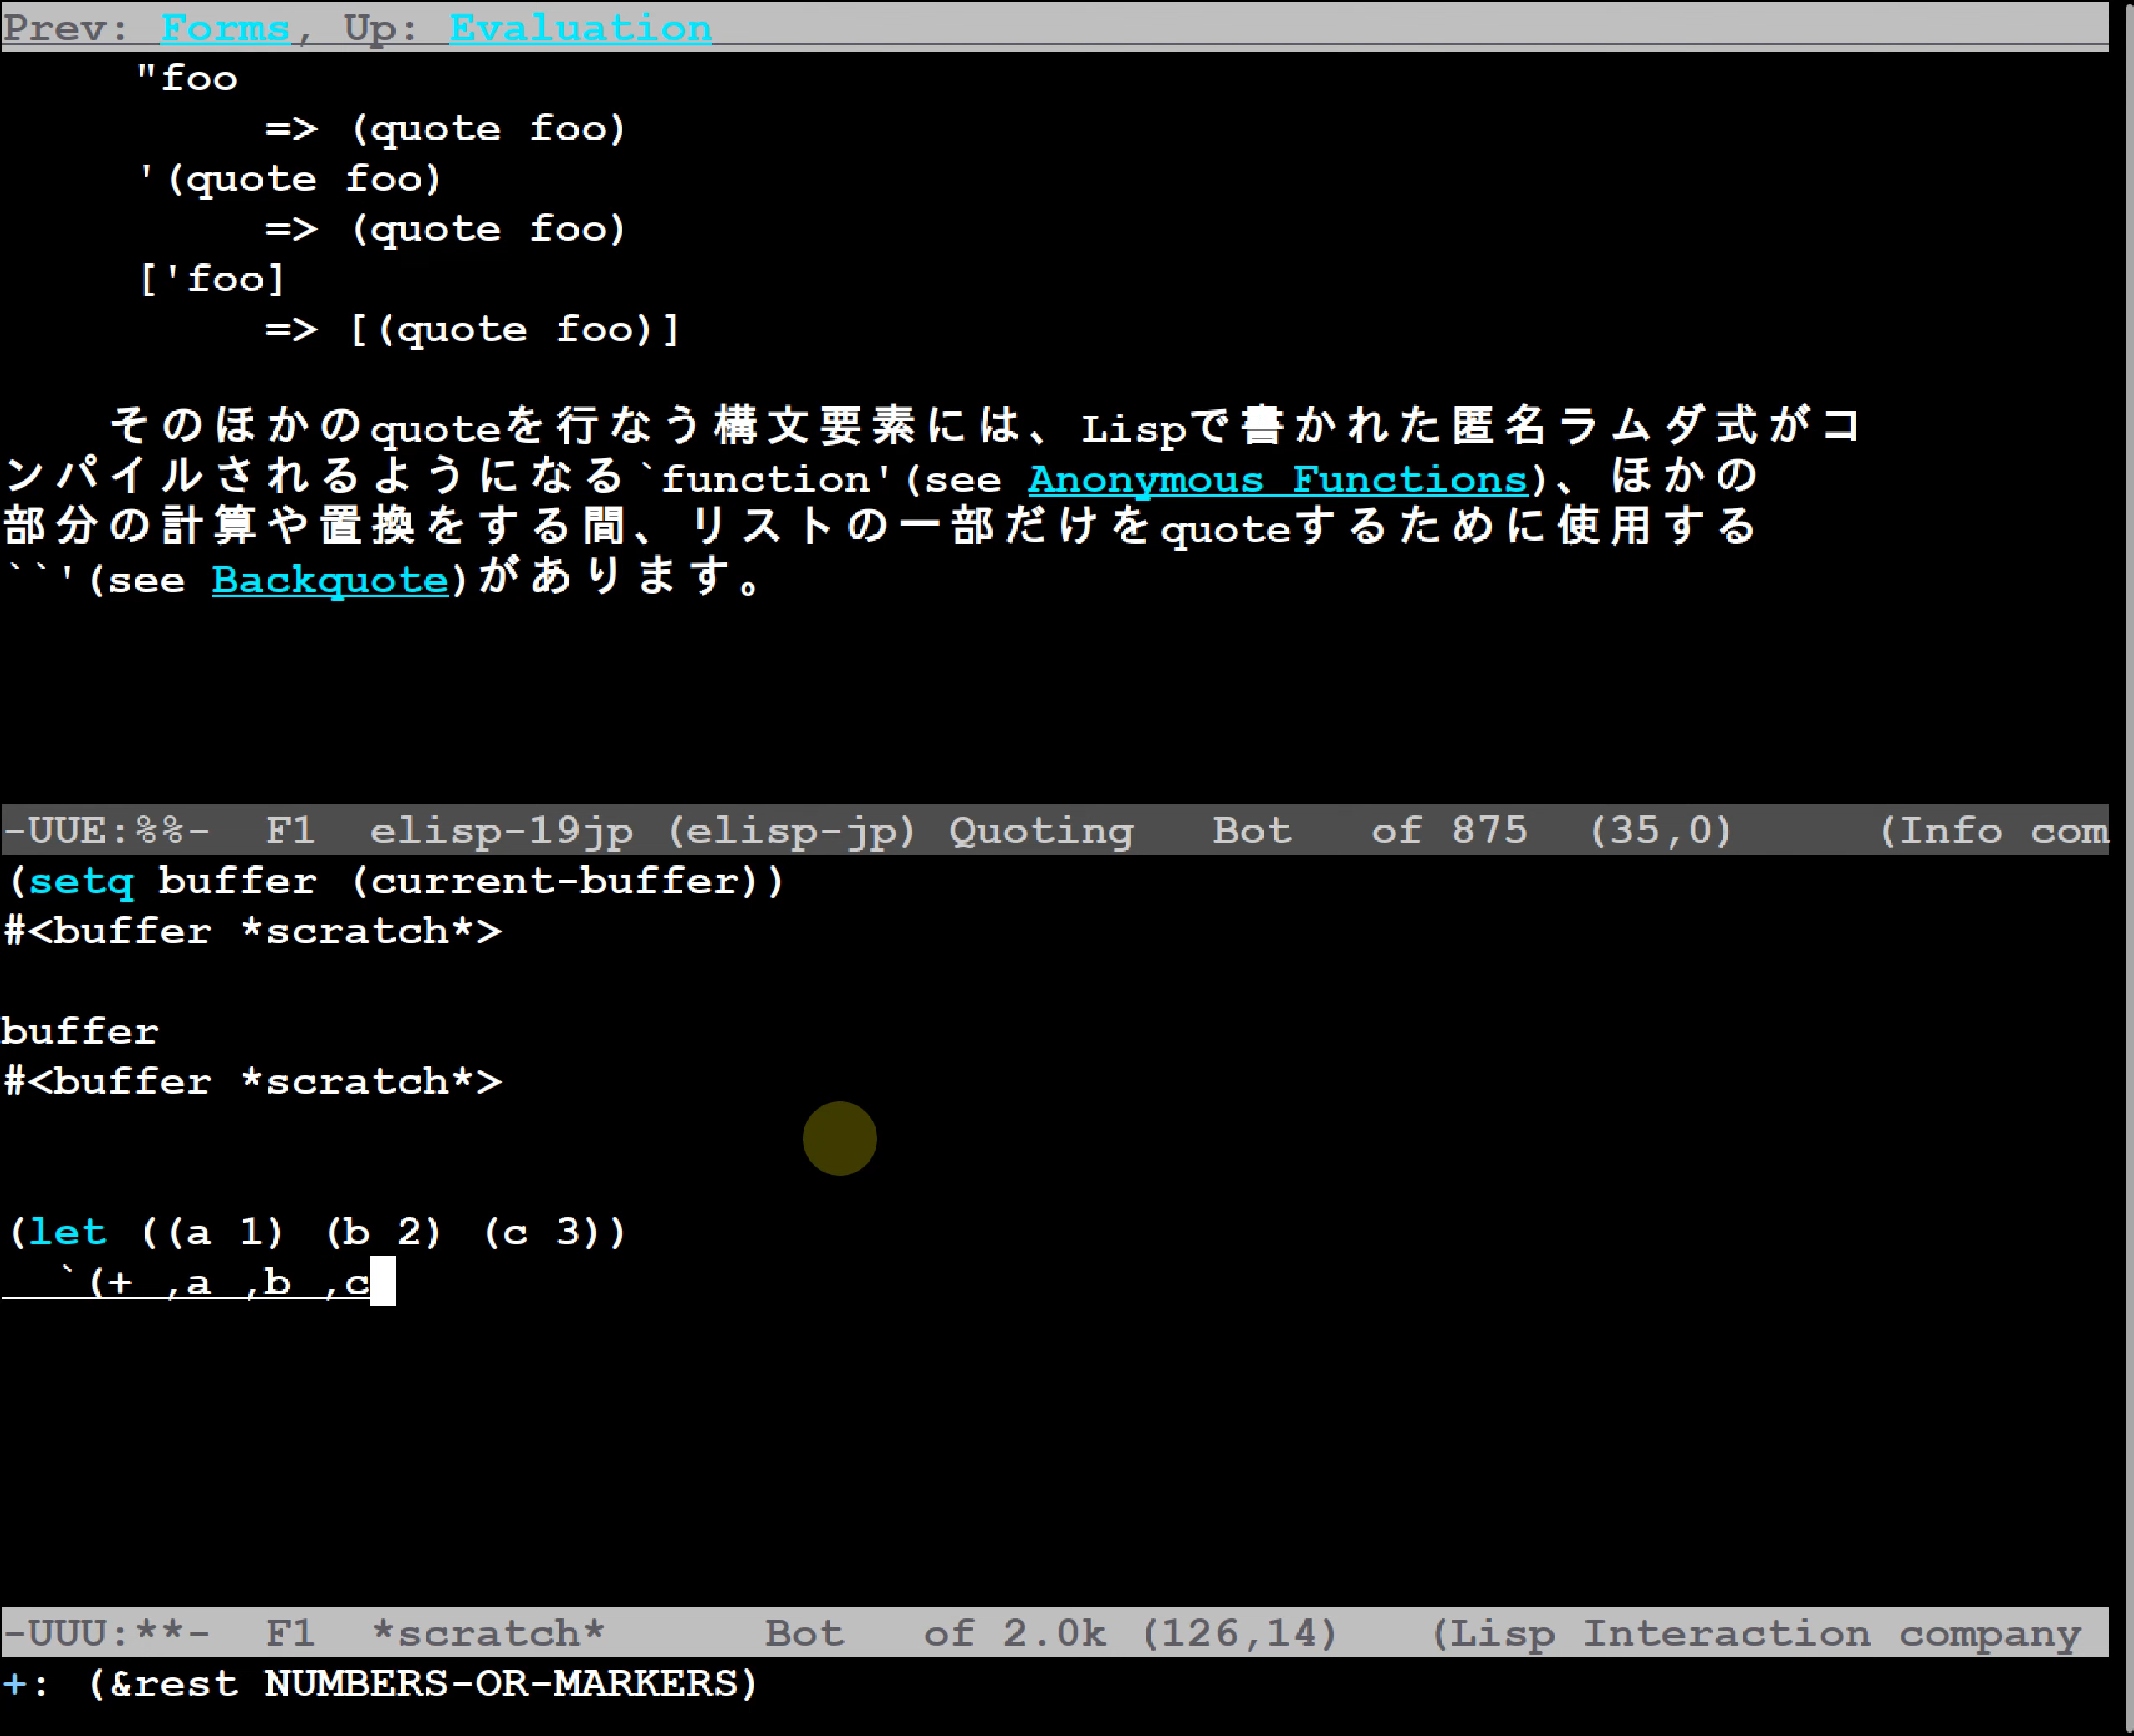 Prev: Forms, Up: Evaluation
     "foo
          => (quote foo)
     '(quote foo)
          => (quote foo)
     ['foo]
          => [(quote foo)]
    そのほかのquoteを行なう構文要素には、Lispで書かれた匿名ラムダ式がコ
ンパイルされるようになる`function'(see Anonymous Functions)、ほかの
部分の計算や置換をする間、リストの一部だけをquoteするために使用する
``'(see Backquote)があります。
-UUE:%%-  F1  elisp-19jp (elisp-jp) Quoting   Bot   of 875  (35,0)     (Info com
(setq buffer (current-buffer))
#<buffer *scratch*>
buffer
#<buffer *scratch*>
(let ((a 1) (b 2) (c 3))
  `(+ ,a ,b ,c
-UUU:**-  F1  *scratch*      Bot   of 2.0k (126,14)   (Lisp Interaction company
+: (&rest NUMBERS-OR-MARKERS)